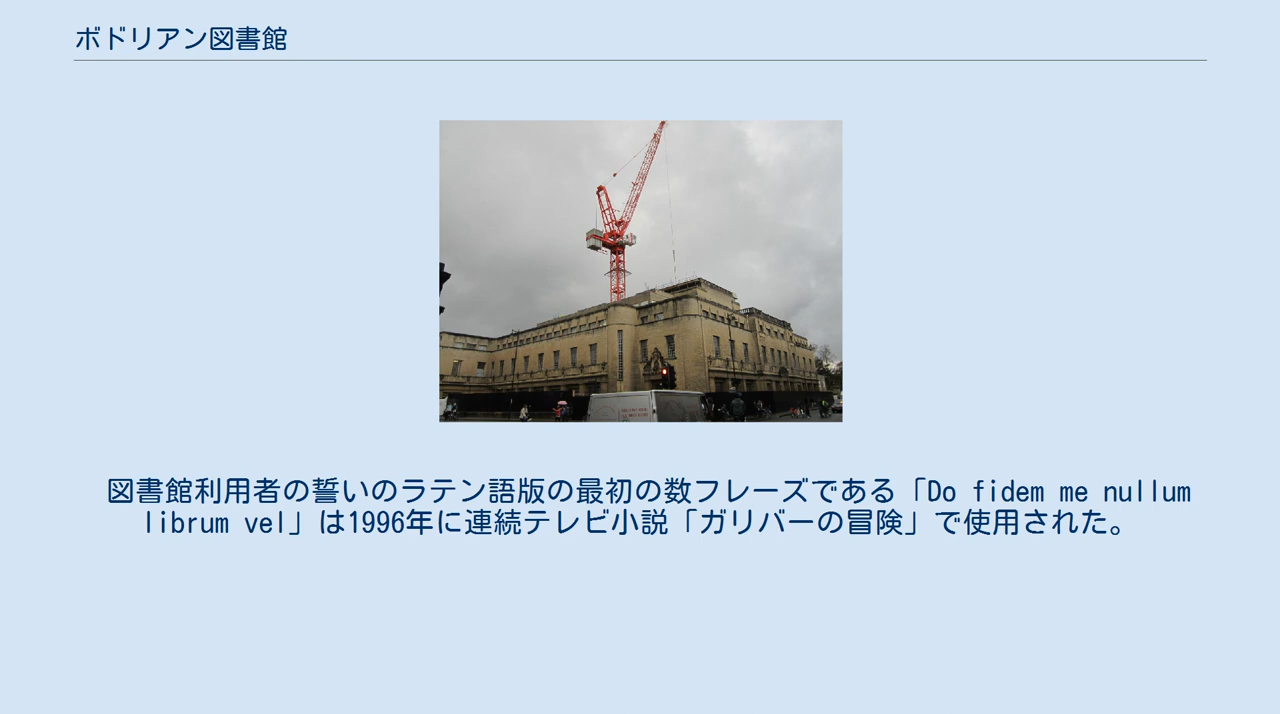 ボドリアン図書館
図書館利用者の誓いのラテン語版の最初の数フレーズである「Do fidem me nullum
librum vel」は1996年に連続テレビ小説「ガリバーの冒険」で使用された。